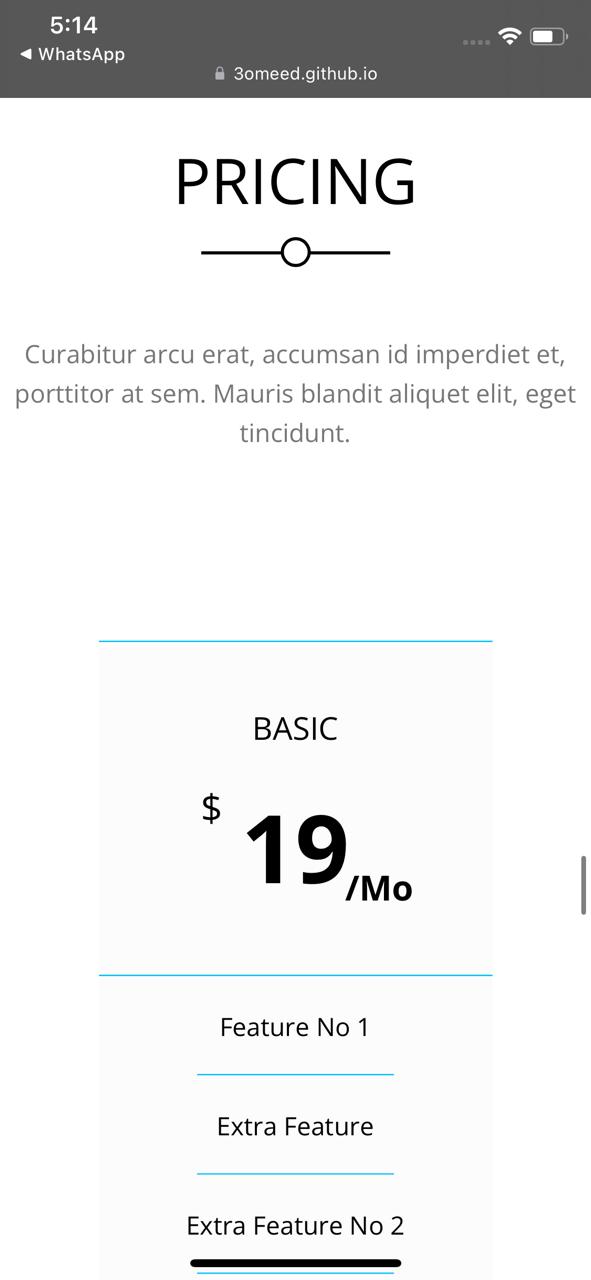 5:14
◀ WhatsApp
3omeed.github.io
PRICING
Curabitur arcu erat, accumsan id imperdiet et,
porttitor at sem. Mauris blandit aliquet elit, eget
tincidunt.
BASIC
$ 19/Mo
Feature No 1
Extra Feature
Extra Feature No 2